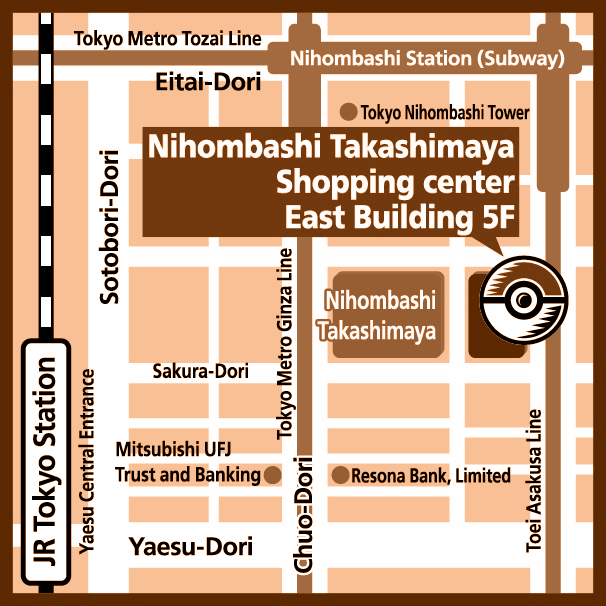 Tokyo Metro Tozai Line
Nihombashi Station (Subway)
Eitai-Dori
Tokyo Nihombashi Tower
Nihombashi Takashimaya
Shopping center
East Building 5F
Sotobori-Dori
Tokyo Metro Ginza Line
Nihombashi
Takashimaya
Sakura-Dori
JR Tokyo Station
Yaesu Central Entrance
Mitsubishi UFJ
Trust and Banking
Chuo-Dori
Resona Bank, Limited
Toei Asakusa Line
Yaesu-Dori